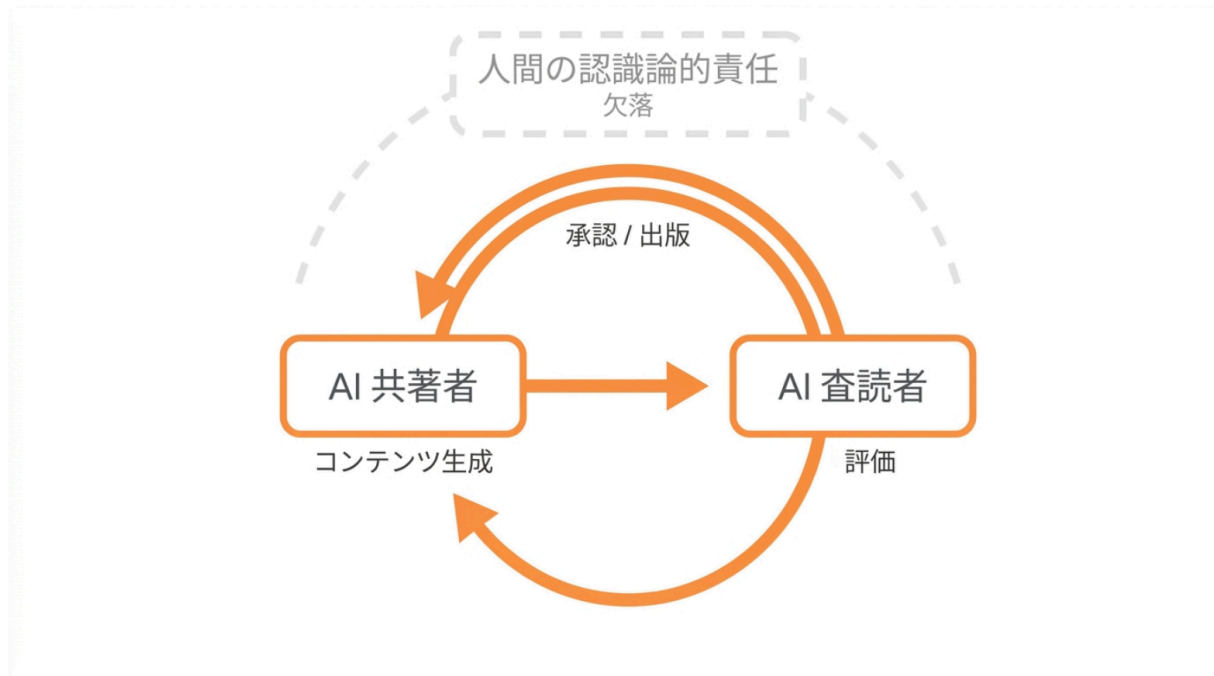 人間の認識論的責任
欠落
承認 / 出版
AI 共著者
AI 査読者
コンテンツ生成
評価